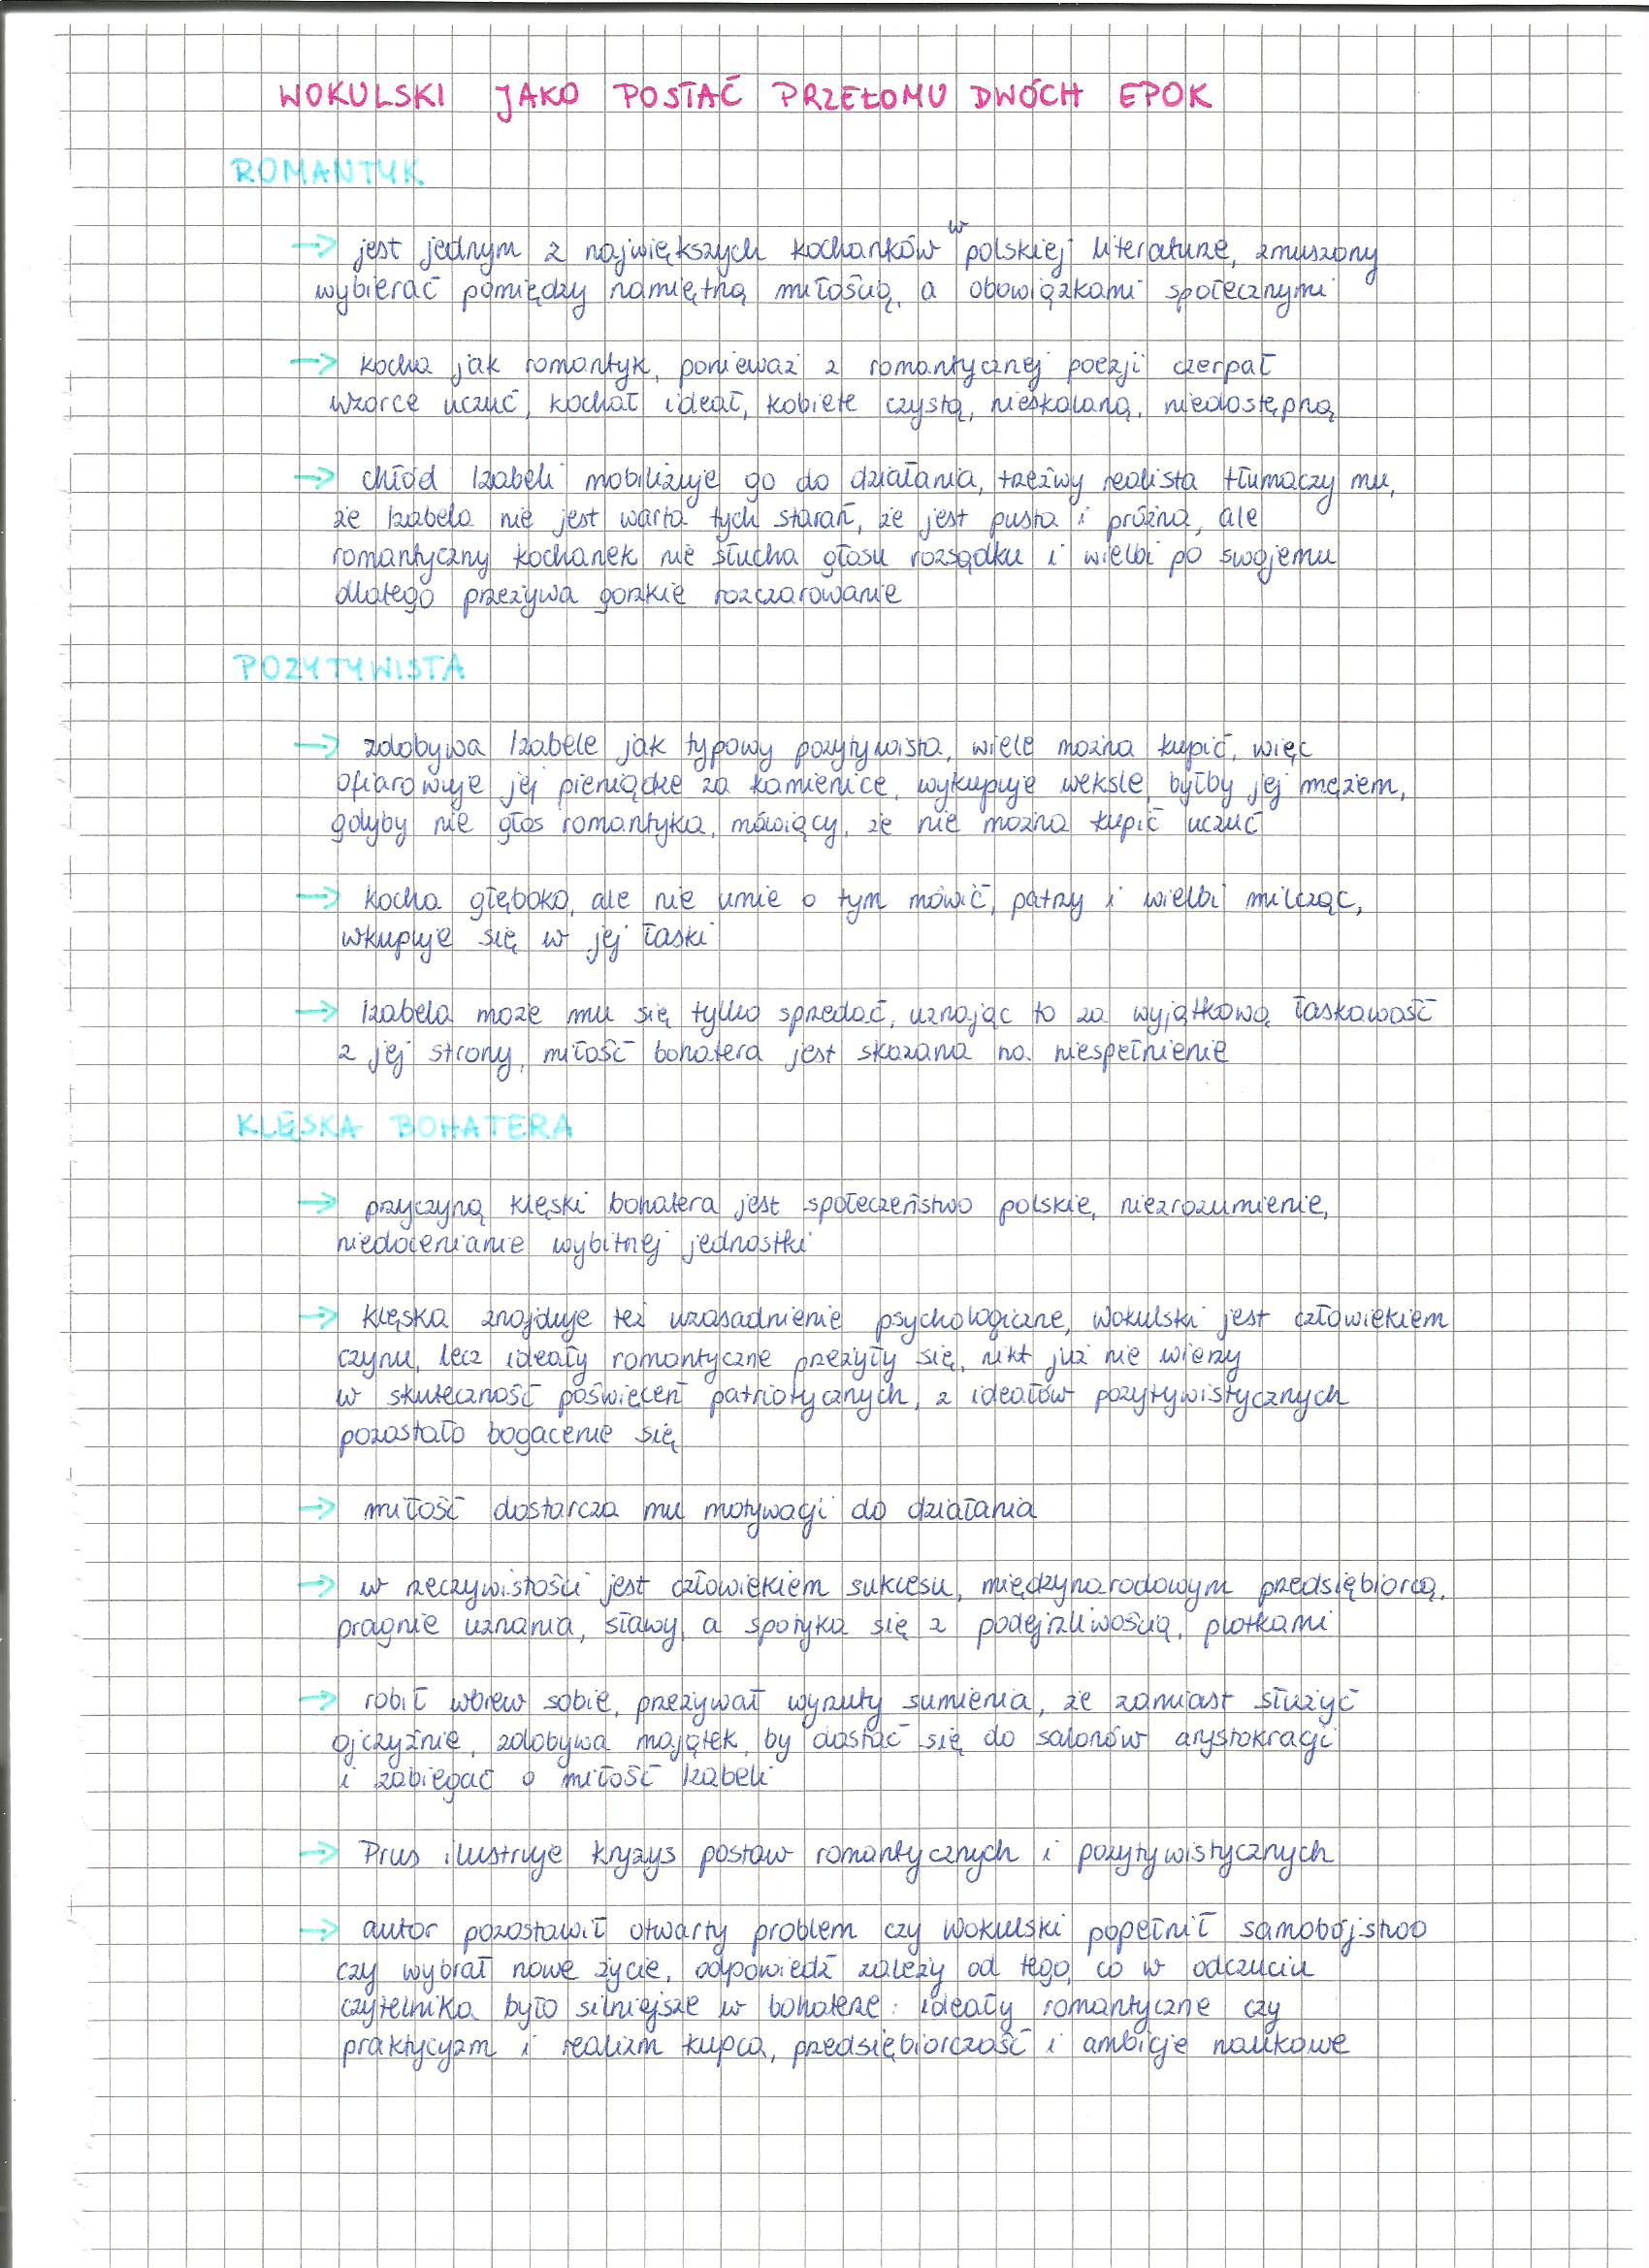 WOKULSKI JAKO POSTAĆ PRZEŁOMU DWÓCH EPOK
ROMANTYK
→ jest jednym z największych kochanków w polskiej literaturze, zmuszony
wybierać pomiędzy namiętną miłością, a obowiązkami społecznymi
→ kocha jak romantyk, ponieważ z romantycznej poezji czerpał
wzorce uczuć, kochał ideał, kobietę czystą, nieskalaną, niedostępną
→ chłód Izabeli mobilizuje go do działania, trzeźwy realista tłumaczy mu,
że Izabela nie jest warta tych starań, że jest pusta i próżna, ale
romantyczny kochanek nie słucha głosu rozsądku i wielbi po swojemu
dlatego przeżywa gorzkie rozczarowanie
POZYTYWISTA
→ zdobywa Izabele jak typowy pozytywista, wiele można kupić, więc
ofiarowuje jej pieniądze za kamienice, wykupuje weksle, byłby jej mężem,
gdyby nie głos romantyka, mówiący, że nie można kupić uczuć
→ kocha głęboko, ale nie umie o tym mówić, patrzy i wielbi milcząc,
wkupuje się w jej łaski
→ Izabela może mu się tylko sprzedać, uznając to za wyjątkową łaskawość
z jej strony, miłość bohatera jest skazana na niespełnienie
KLĘSKA BOHATERA
→ przyczyną klęski bohatera jest społeczeństwo polskie, niezrozumienie,
niedocenianie wybitnej jednostki
→ klęska znajduje też uzasadnienie psychologiczne, Wokulski jest człowiekiem
czynu, lecz ideały romantyczne przeżyły się, nikt już nie wierzy
w skuteczność poświęceń patriotycznych, z ideałów pozytywistycznych
pozostało bogacenie się
→ miłość dostarcza mu motywacji do działania
→ w rzeczywistości jest człowiekiem sukcesu, międzynarodowym przedsiębiorcą,
pragnie uznania, sławy, a spotyka się z podejrzliwością, plotkami
→ robił wbrew sobie, przeżywał wyrzuty sumienia, że zamiast służyć
ojczyźnie, zdobywa majątek, by dostać się do salonów arystokracji
i zabiegać o miłość Izabeli
→ Prus ilustruje kryzys postaw romantycznych i pozytywistycznych
→ autor pozostawił otwarty problem czy Wokulski popełnił samobójstwo
czy wybrał nowe życie, odpowiedź zależy od tego, co w odczuciu
czytelnika było silniejsze w bohaterze: ideały romantyczne czy
praktycyzm i realizm kupca, przedsiębiorczość i ambicje naukowe